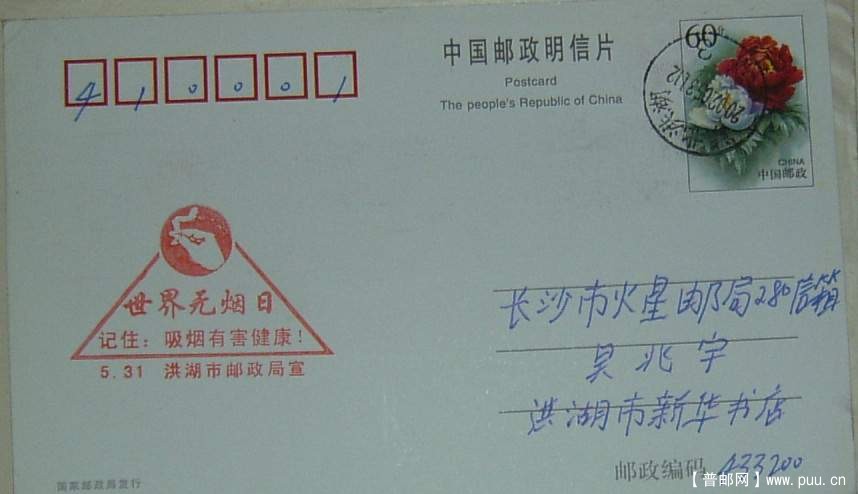 410001
中国邮政明信片
Postcard
The people's Republic of China
60
CHINA
中国邮政
洪湖
世界无烟日
记住：吸烟有害健康！
5.31 洪湖市邮政局宣
长沙市火星邮局280信箱
吴兆宇
洪湖市新华书店
邮政编码 433200
国家邮政局发行
【普邮网】www.puu.cn